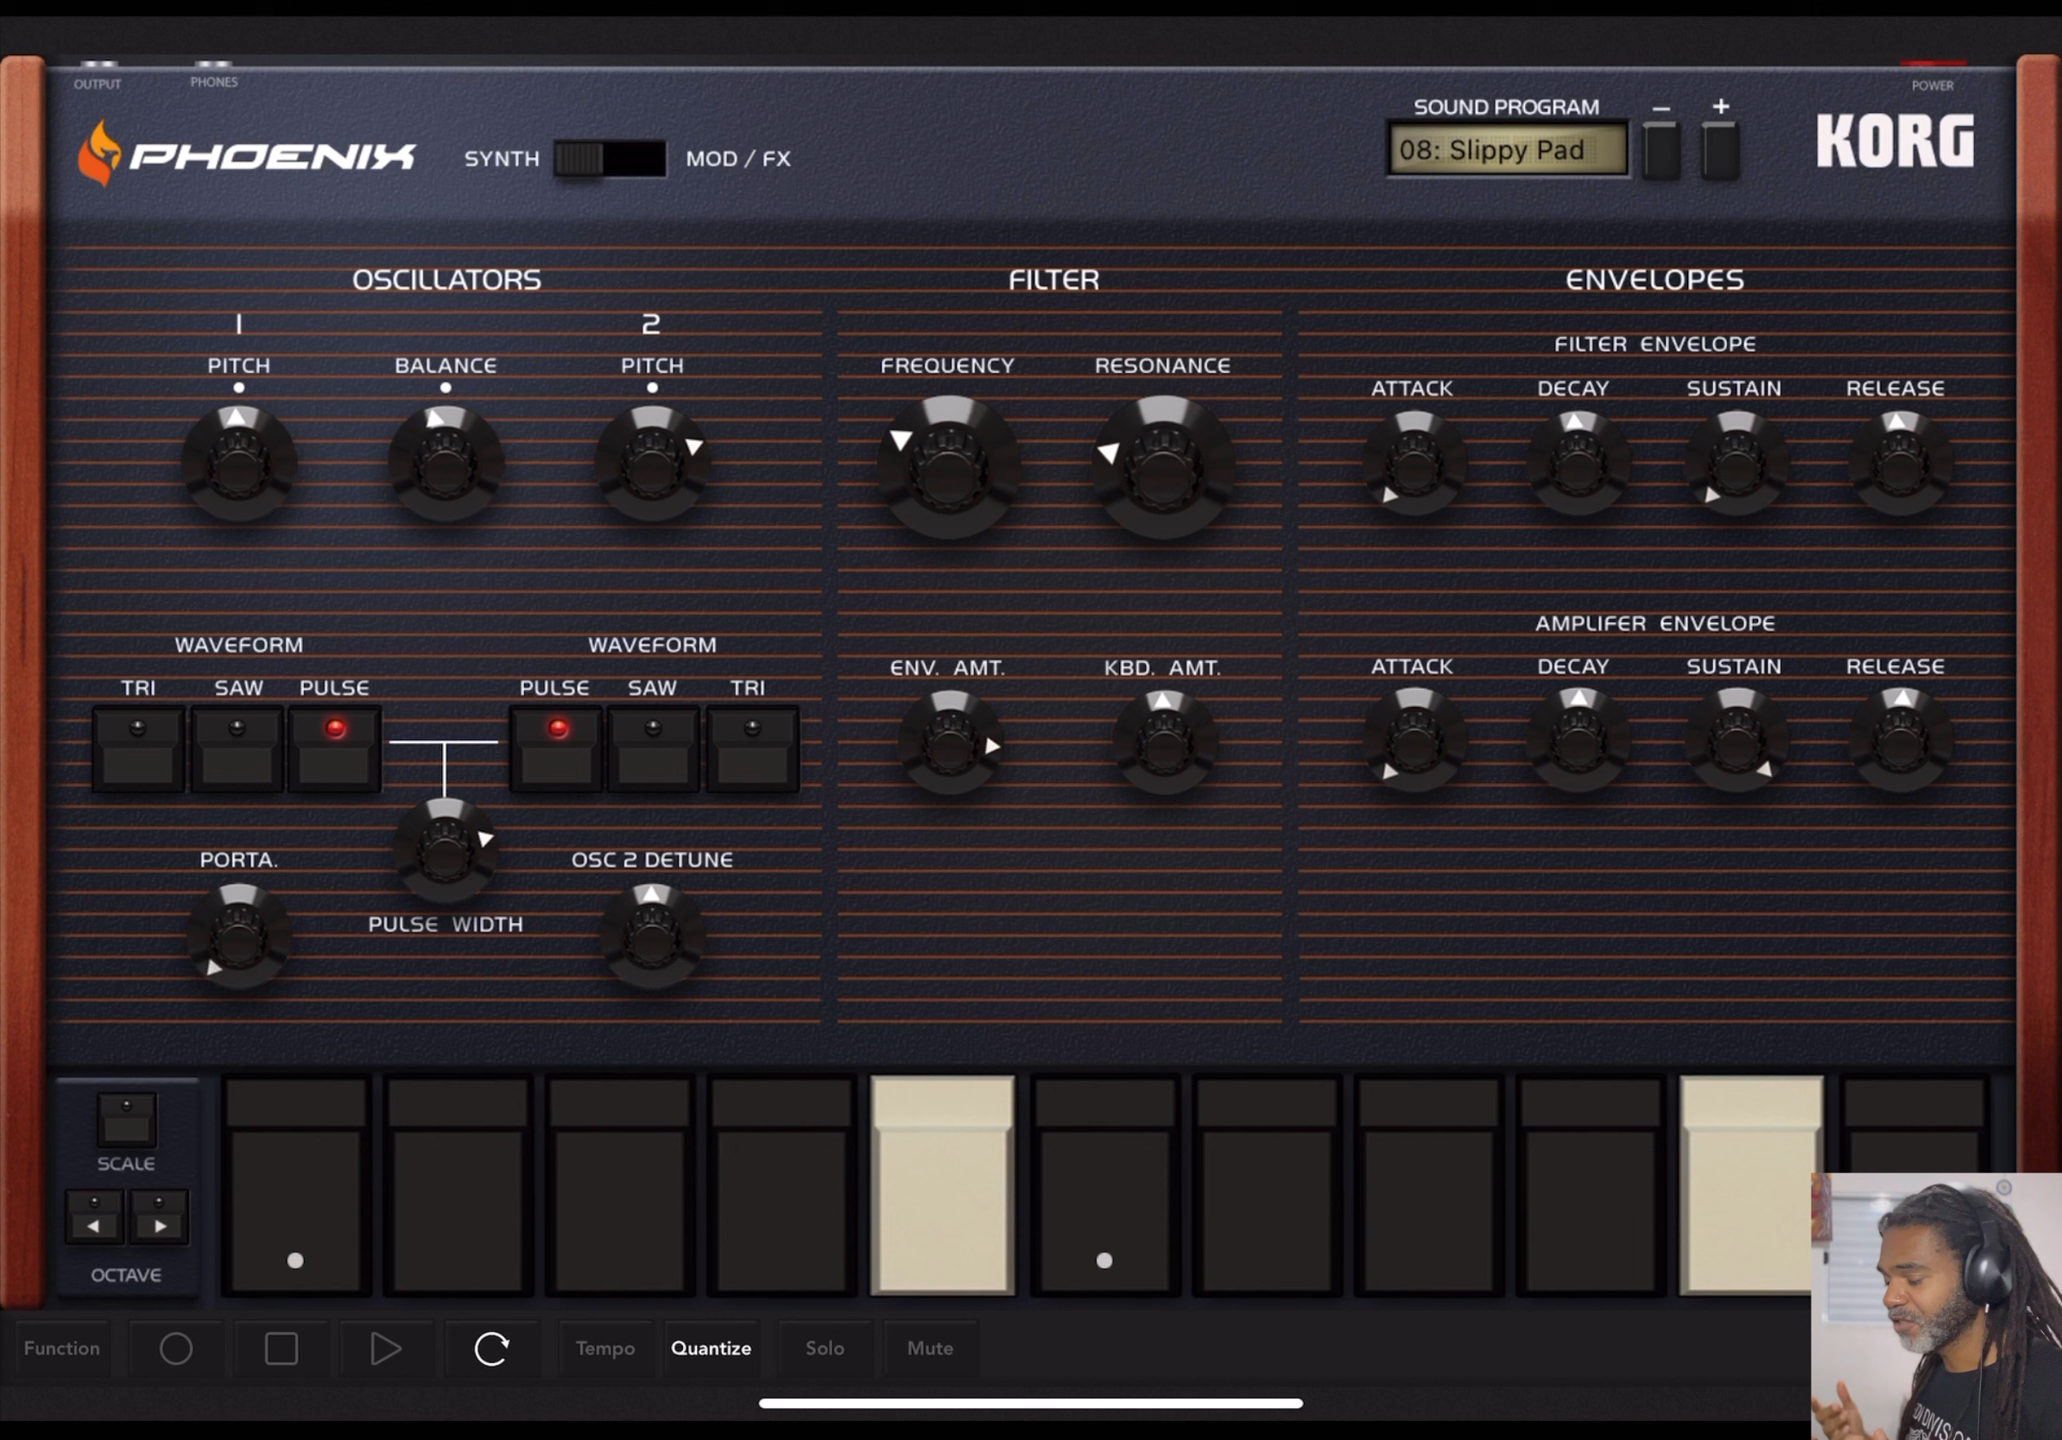 OUTPUT
PHONES
POWER
PHOENIX
SYNTH
MOD / FX
SOUND PROGRAM
08: Slippy Pad
− +
KORG
OSCILLATORS
FILTER
ENVELOPES
1
2
PITCH
BALANCE
PITCH
FREQUENCY
RESONANCE
FILTER ENVELOPE
ATTACK
DECAY
SUSTAIN
RELEASE
WAVEFORM
WAVEFORM
TRI
SAW
PULSE
PULSE
SAW
TRI
ENV. AMT.
KBD. AMT.
AMPLIFER ENVELOPE
ATTACK
DECAY
SUSTAIN
RELEASE
PORTA.
PULSE WIDTH
OSC 2 DETUNE
SCALE
OCTAVE
Function
Tempo
Quantize
Solo
Mute